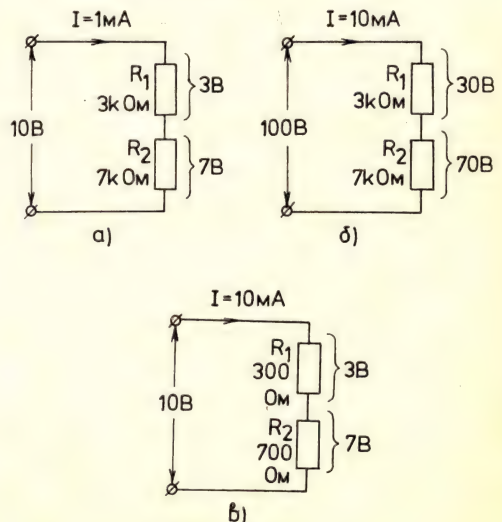 I=1мА
10В
R1
3кОм
3В
R2
7кОм
7В
а)
I=10мА
100В
R1
3кОм
30В
R2
7кОм
70В
б)
I=10мА
10В
R1
300
Ом
3В
R2
700
Ом
7В
в)